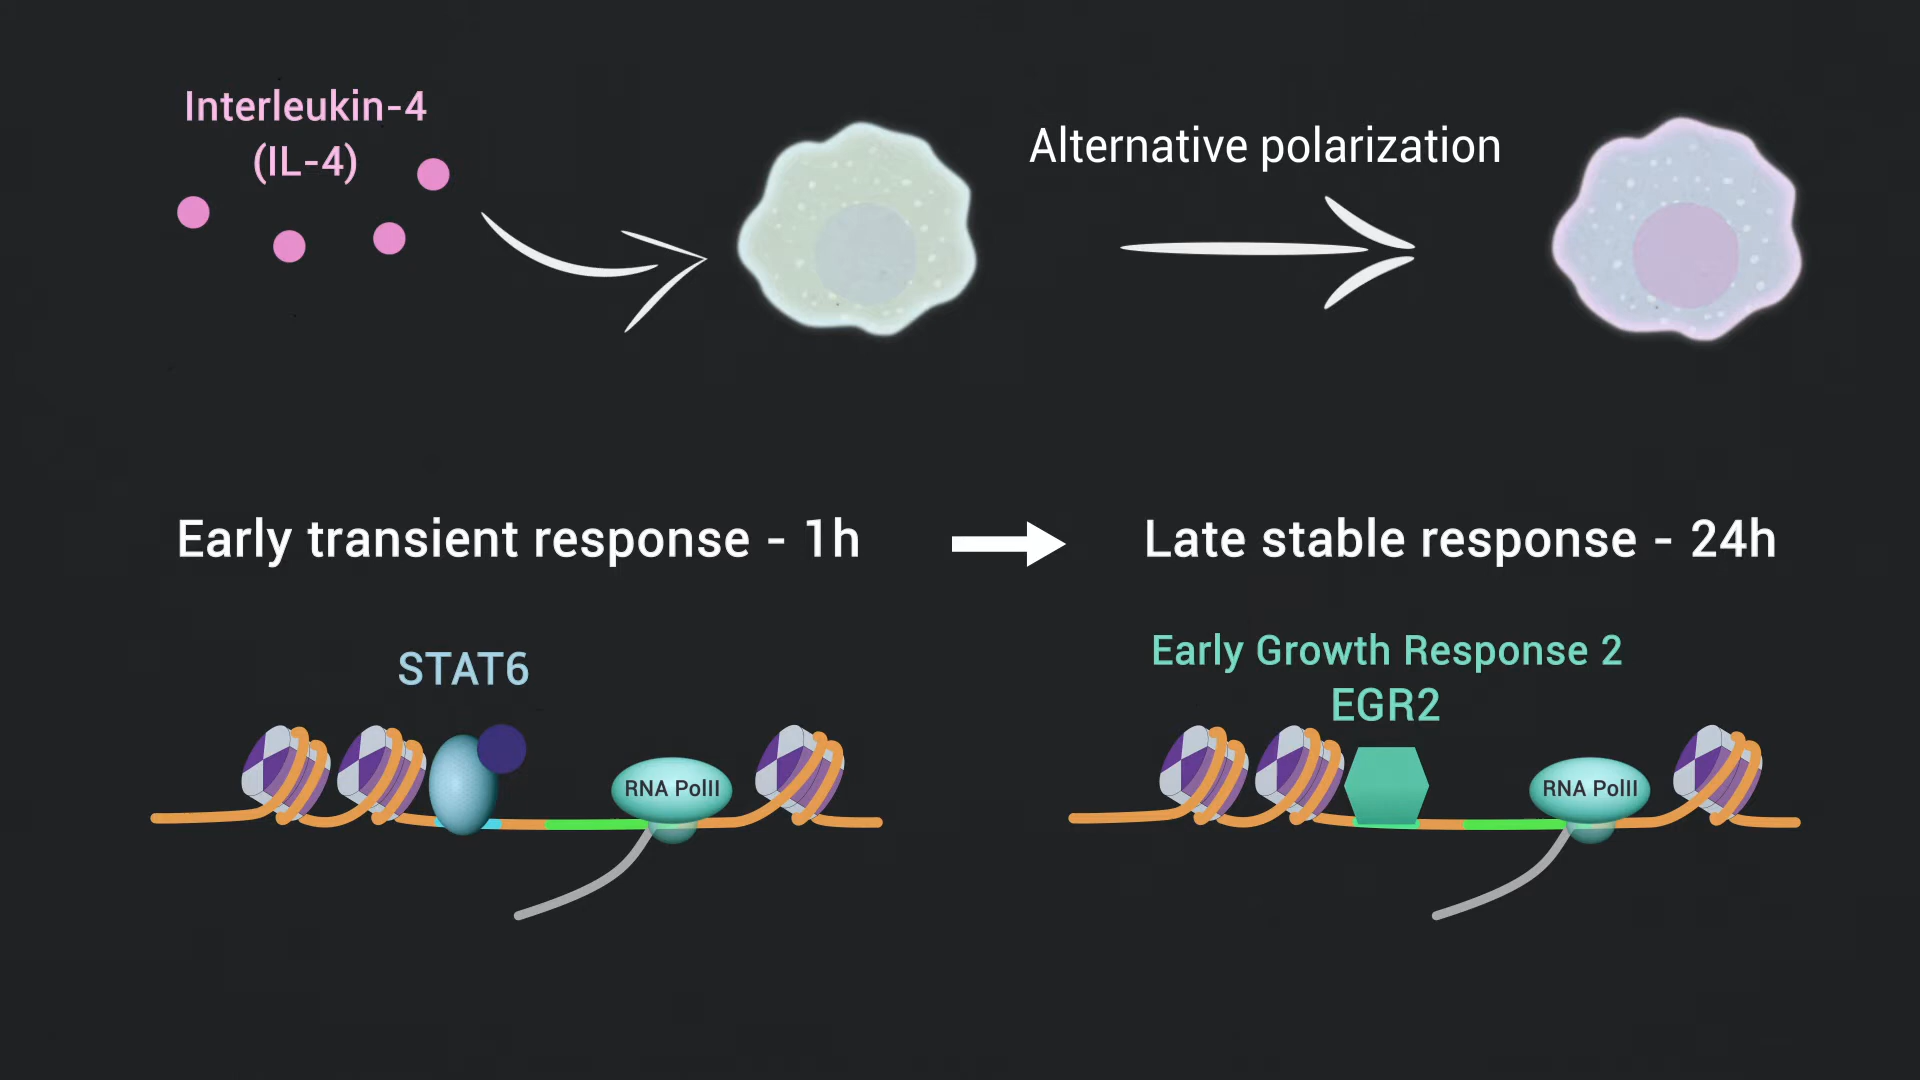 Interleukin-4
(IL-4)
Alternative polarization
Early transient response - 1h
Late stable response - 24h
STAT6
RNA PolII
Early Growth Response 2
EGR2
RNA PolII